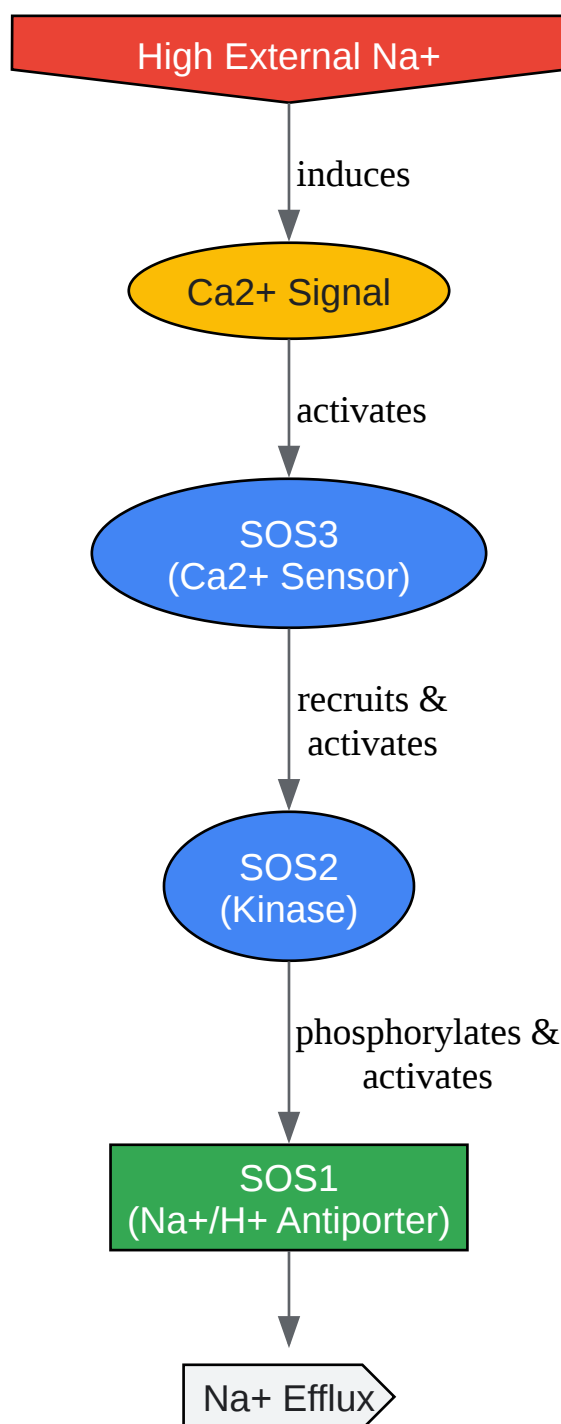 High External Na+
induces
Ca2+ Signal
activates
SOS3
(Ca2+ Sensor)
recruits &
activates
SOS2
(Kinase)
phosphorylates &
activates
SOS1
(Na+/H+ Antiporter)
Na+ Efflux